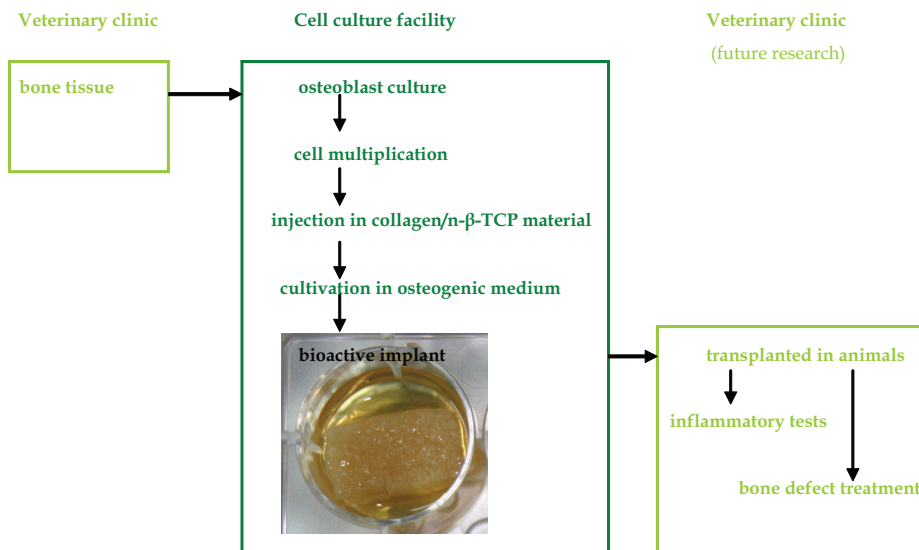 Veterinary clinic
bone tissue
Cell culture facility
osteoblast culture
cell multiplication
injection in collagen/n-β-TCP material
cultivation in osteogenic medium
bioactive implant
Veterinary clinic
(future research)
transplanted in animals
inflammatory tests
bone defect treatment